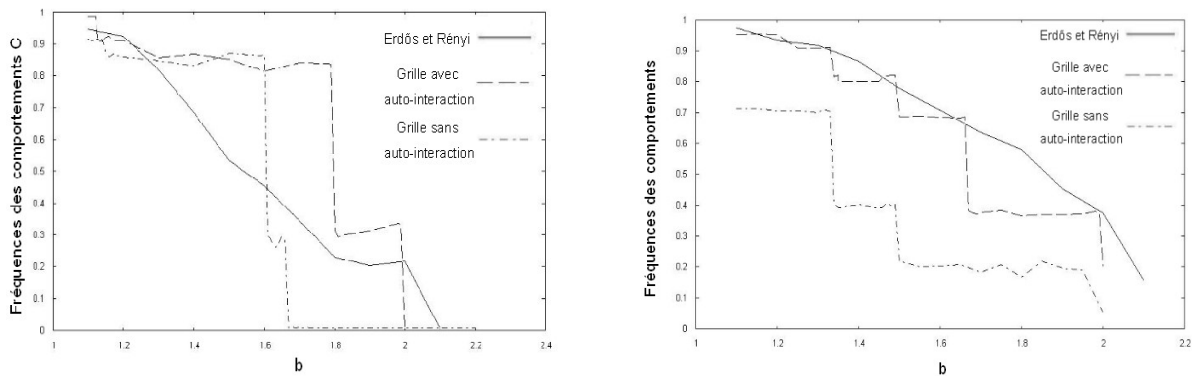 Fréquences des comportements C
1
0.9
0.8
0.7
0.6
0.5
0.4
0.3
0.2
0.1
0
1
1.2
1.4
1.6
1.8
2
2.2
2.4
b
Erdős et Rényi
Grille avec
auto-interaction
Grille sans
auto-interaction
Fréquences des comportements
1
0.9
0.8
0.7
0.6
0.5
0.4
0.3
0.2
0.1
0
1
1.2
1.4
1.6
1.8
2
2.2
b
Erdős et Rényi
Grille avec
auto-interaction
Grille sans
auto-interaction